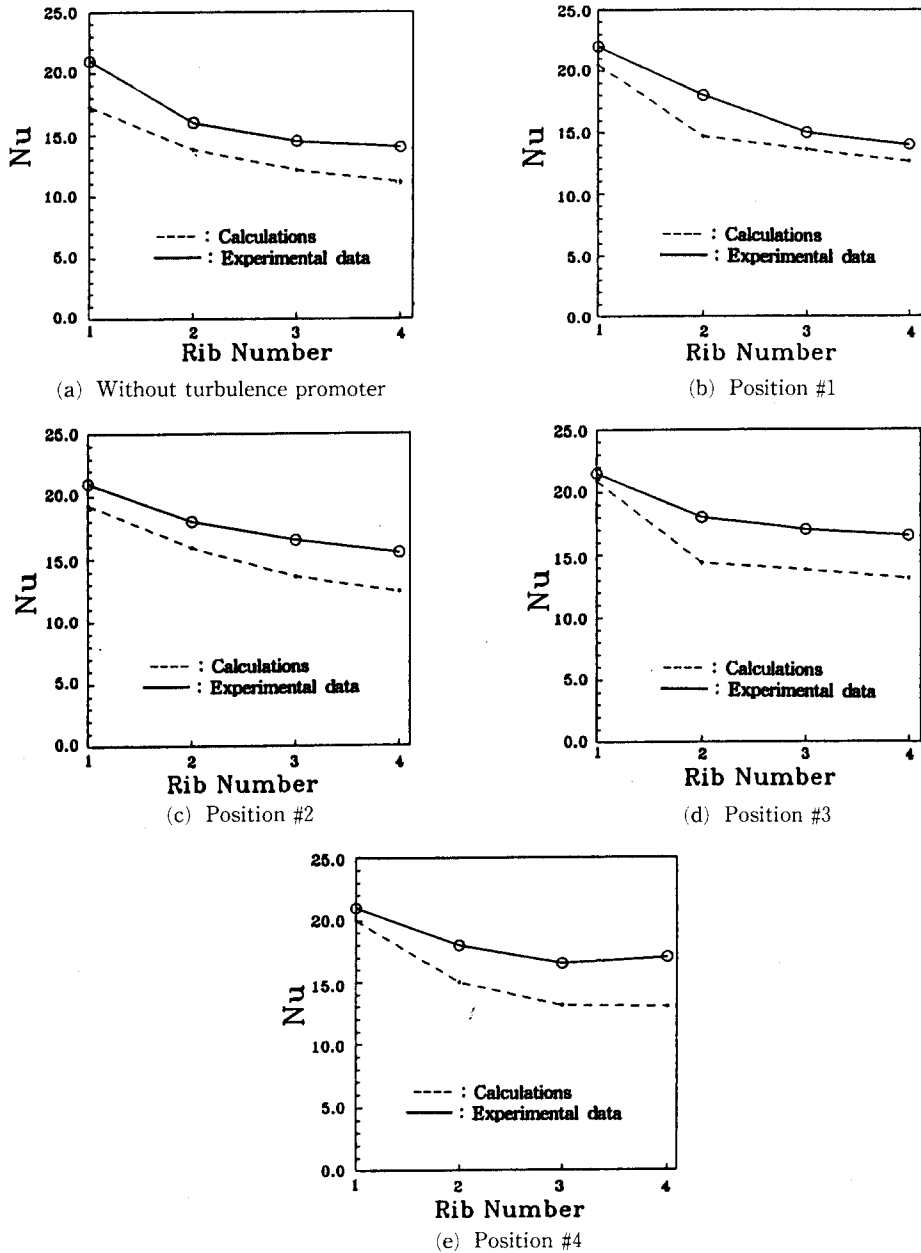 25.0
20.0
15.0
10.0
5.0
0.0
Nu
---- : Calculations
—— : Experimental data
1 2 3 4
Rib Number
(a) Without turbulence promoter
25.0
20.0
15.0
10.0
5.0
0.0
Nu
---- : Calculations
—— : Experimental data
1 2 3 4
Rib Number
(b) Position #1
25.0
20.0
15.0
10.0
5.0
0.0
Nu
---- : Calculations
—— : Experimental data
1 2 3 4
Rib Number
(c) Position #2
25.0
20.0
15.0
10.0
5.0
0.0
Nu
---- : Calculations
—— : Experimental data
1 2 3 4
Rib Number
(d) Position #3
25.0
20.0
15.0
10.0
5.0
0.0
Nu
---- : Calculations
—— : Experimental data
1 2 3 4
Rib Number
(e) Position #4